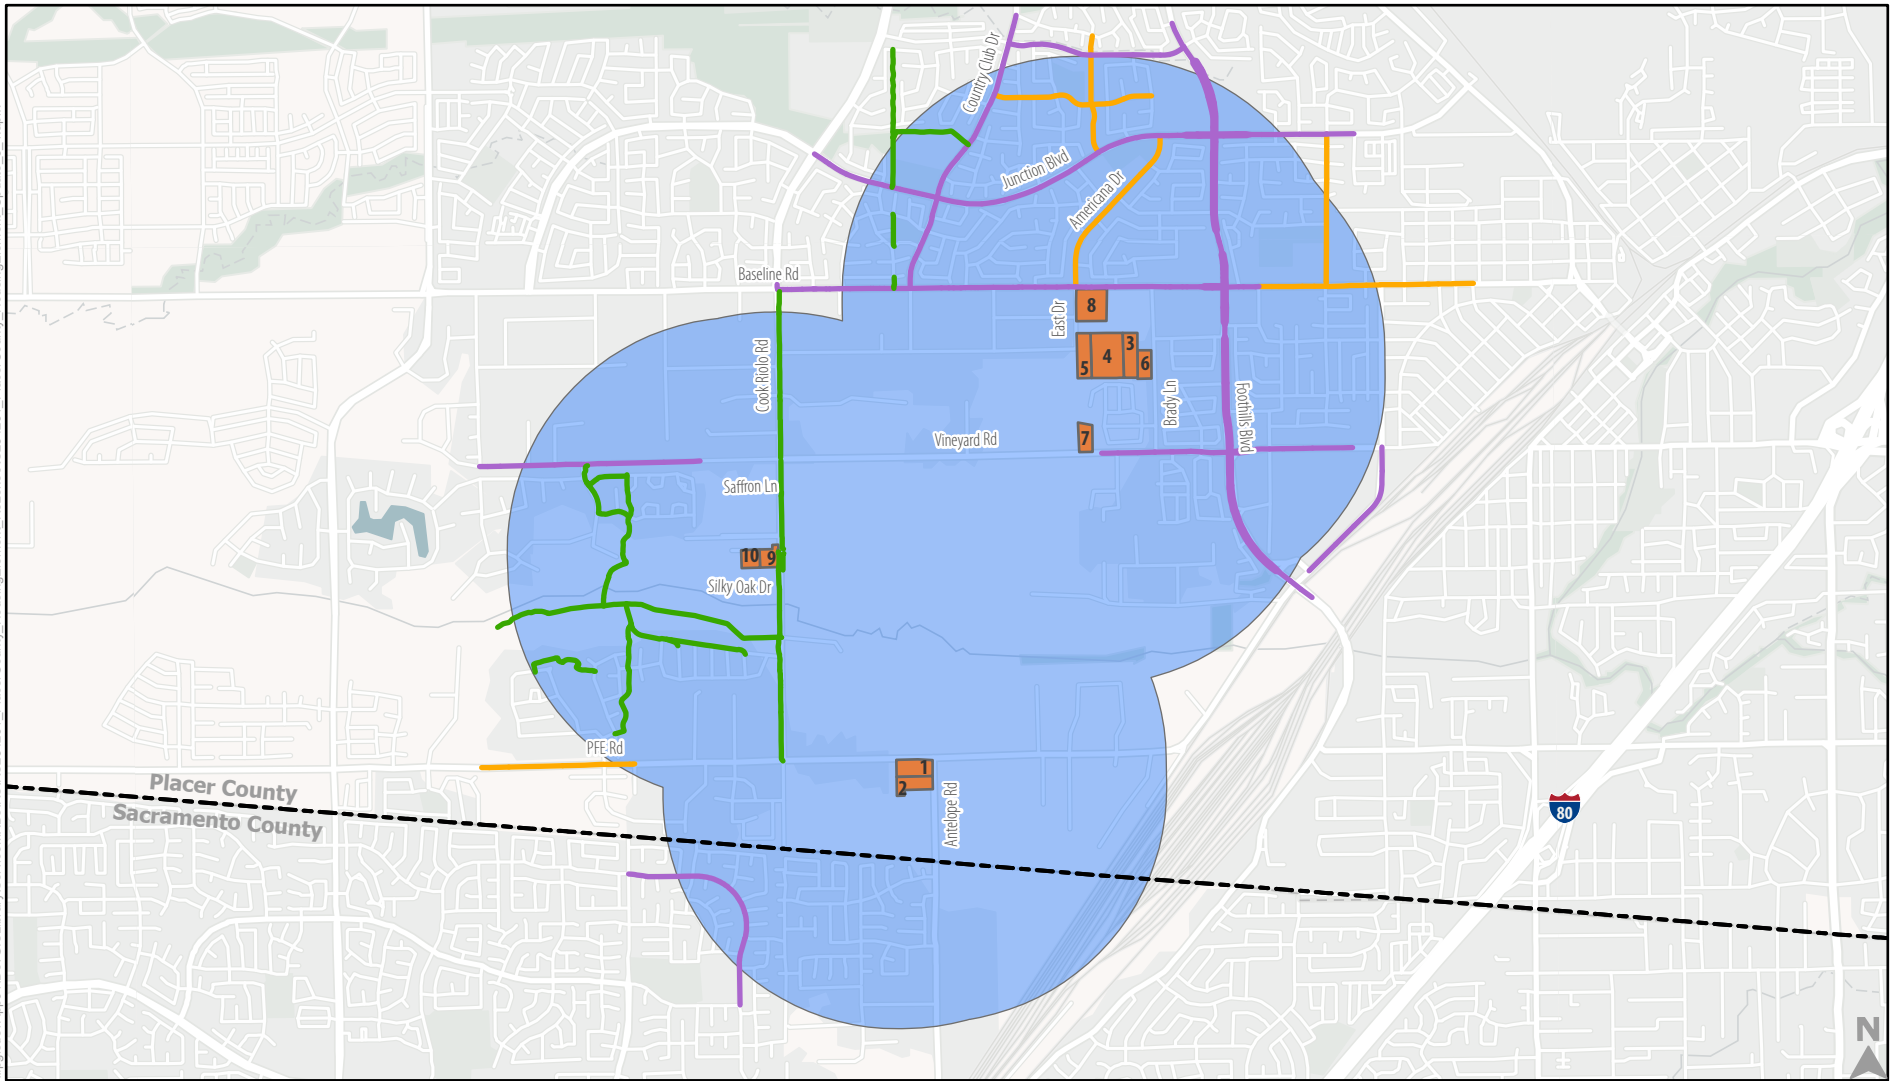 Country Club Dr
Junction Blvd
Americana Dr
Baseline Rd
East Dr
8
5
4
3
6
Cook Riolo Rd
Brady Ln
Foothills Blvd
Vineyard Rd
7
Saffron Ln
10
9
Silky Oak Dr
PFE Rd
1
2
Antelope Rd
Placer County
Sacramento County
80
N